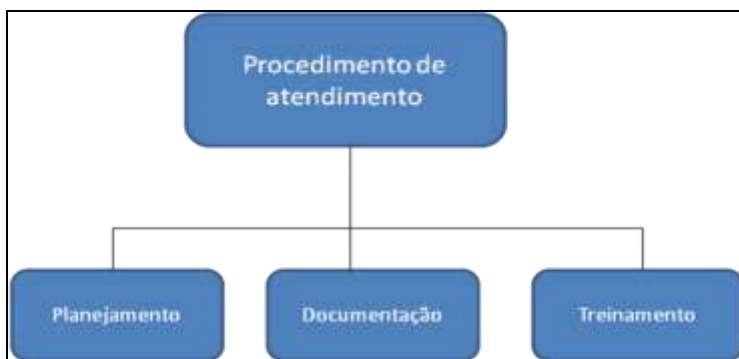 Procedimento de
atendimento
Planejamento
Documentação
Treinamento